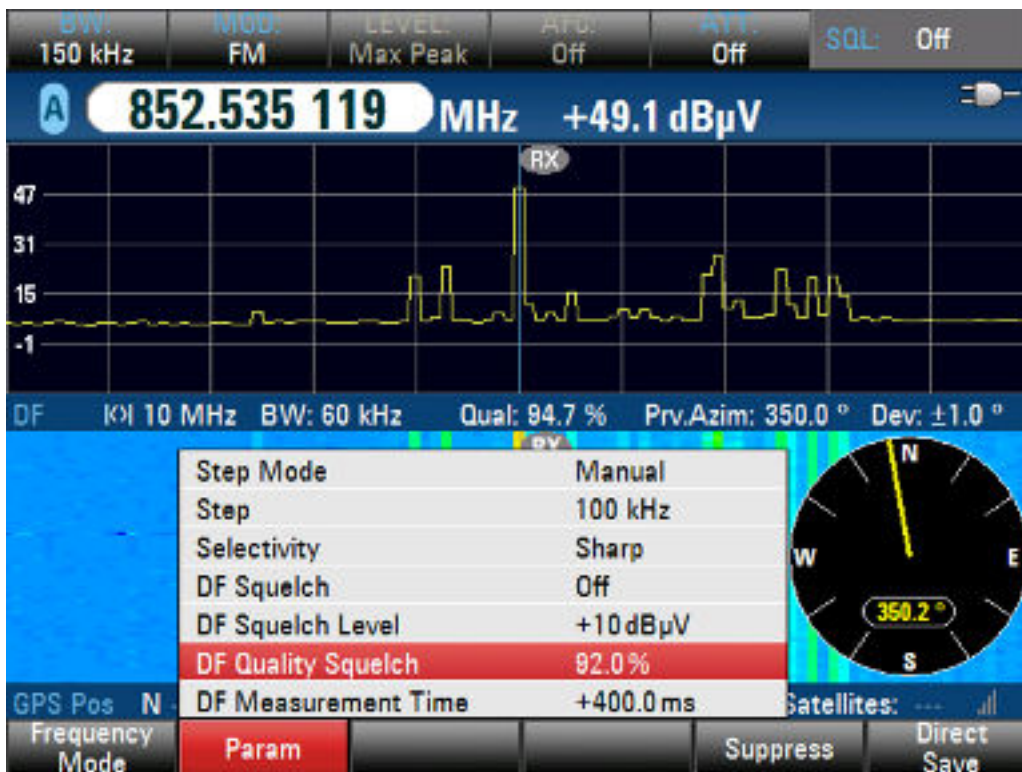 BW: MOD: LEVEL: AFC: ATT: SQL: Off
150 kHz FM Max Peak Off Off
A 852.535 119 MHz +49.1 dBµV
RX
47
31
15
-1
DF 10 MHz BW: 60 kHz Qual: 94.7 % Prv.Azim: 350.0 ° Dev: ±1.0 °
RX
Step Mode Manual
Step 100 kHz
Selectivity Sharp
DF Squelch Off
DF Squelch Level +10 dBµV
DF Quality Squelch 92.0 %
DF Measurement Time +400.0 ms
N
W E
350.2 °
S
GPS Pos N Satellites: ---
Frequency Mode
Param
Suppress
Direct Save